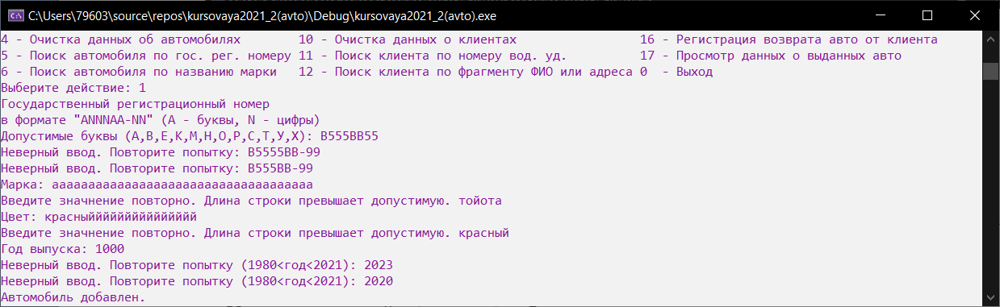 C:\Users\79603\source\repos\kursovaya2021_2(avto)\Debug\kursovaya2021_2(avto).exe
4 - Очистка данных об автомобилях 10 - Очистка данных о клиентах 16 - Регистрация возврата авто от клиента
5 - Поиск автомобиля по гос. рег. номеру 11 - Поиск клиента по номеру вод. уд. 17 - Просмотр данных о выданных авто
6 - Поиск автомобиля по названию марки 12 - Поиск клиента по фрагменту ФИО или адреса 0 - Выход
Выберите действие: 1
Государственный регистрационный номер
в формате "ANNNAA-NN" (А - буквы, N - цифры)
Допустимые буквы (А,В,Е,К,М,Н,О,Р,С,Т,У,Х): В555ВВ55
Неверный ввод. Повторите попытку: В5555ВВ-99
Неверный ввод. Повторите попытку: В555ВВ-99
Марка: аааааааааааааааааааааааааааааааааааа
Введите значение повторно. Длина строки превышает допустимую. тойота
Цвет: красныййййййййййййййй
Введите значение повторно. Длина строки превышает допустимую. красный
Год выпуска: 1000
Неверный ввод. Повторите попытку (1980<год<2021): 2023
Неверный ввод. Повторите попытку (1980<год<2021): 2020
Автомобиль добавлен.